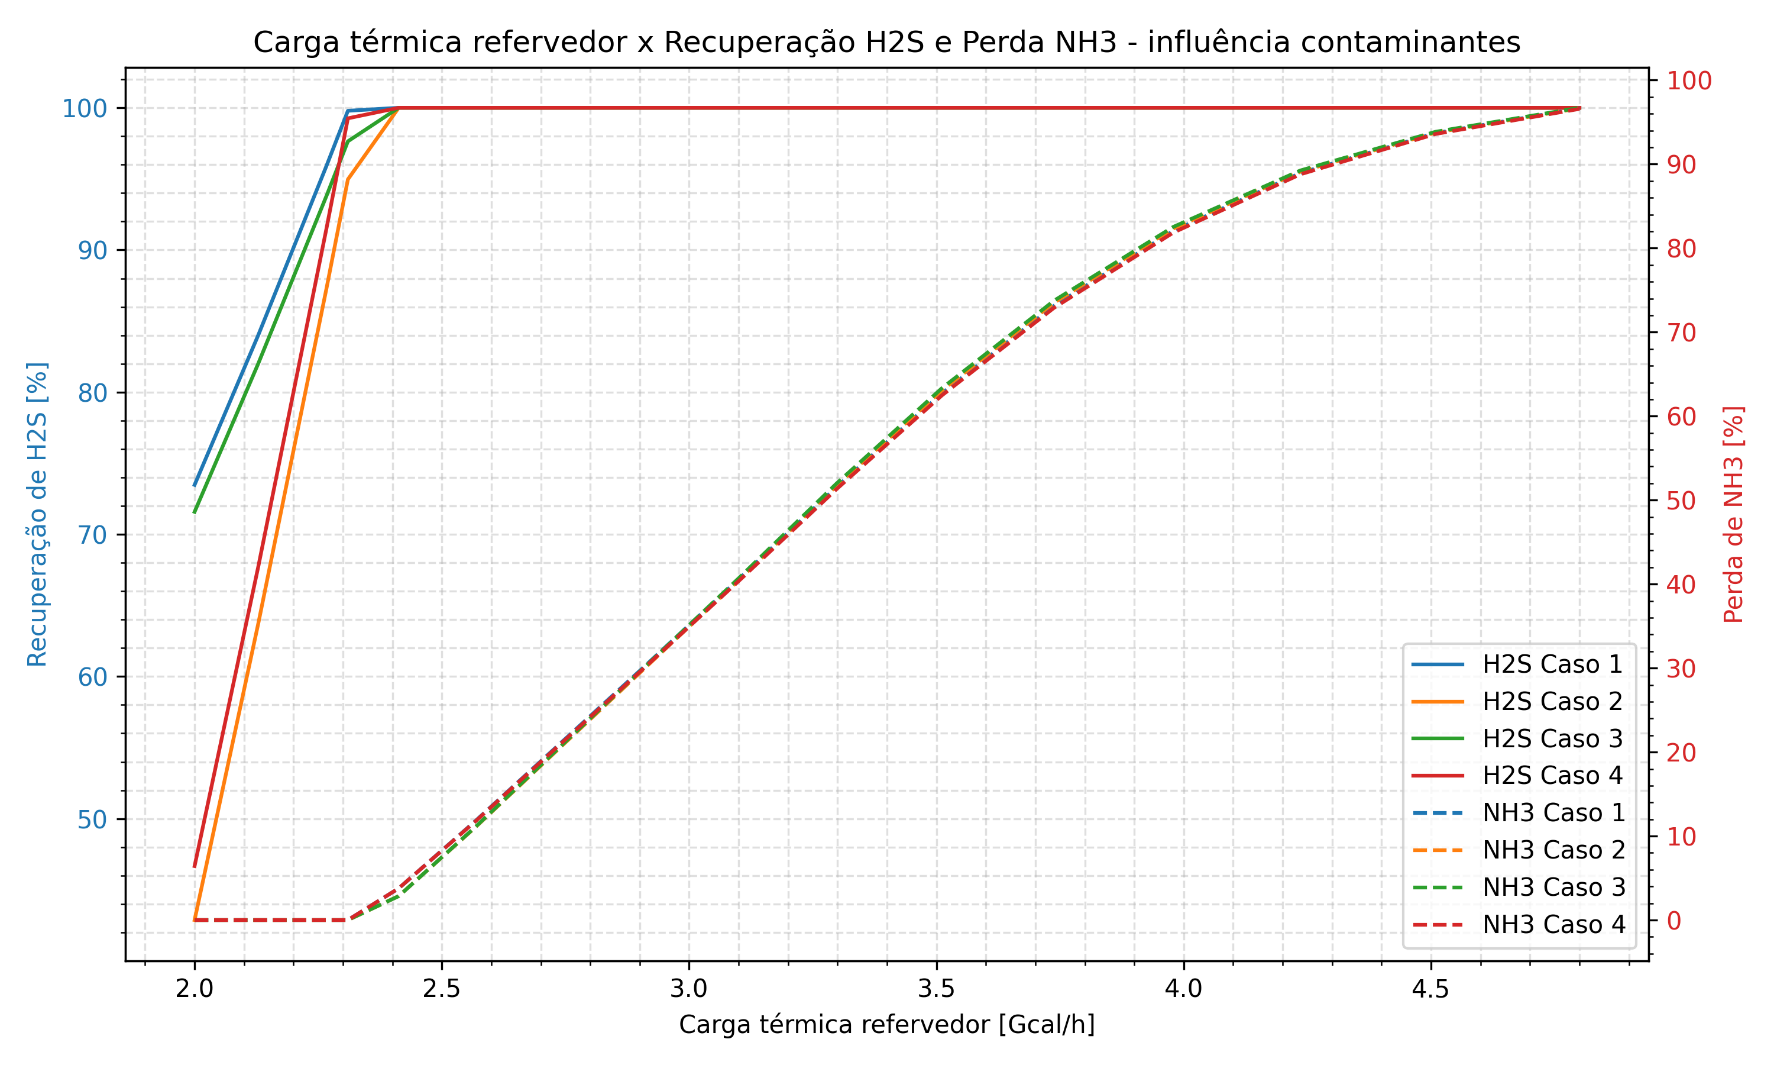 Carga térmica refervedor x Recuperação H2S e Perda NH3 - influência contaminantes
Recuperação de H2S [%]
100
90
80
70
60
50
Perda de NH3 [%]
100
90
80
70
60
50
40
30
20
10
0
H2S Caso 1
H2S Caso 2
H2S Caso 3
H2S Caso 4
NH3 Caso 1
NH3 Caso 2
NH3 Caso 3
NH3 Caso 4
2.0 2.5 3.0 3.5 4.0 4.5
Carga térmica refervedor [Gcal/h]